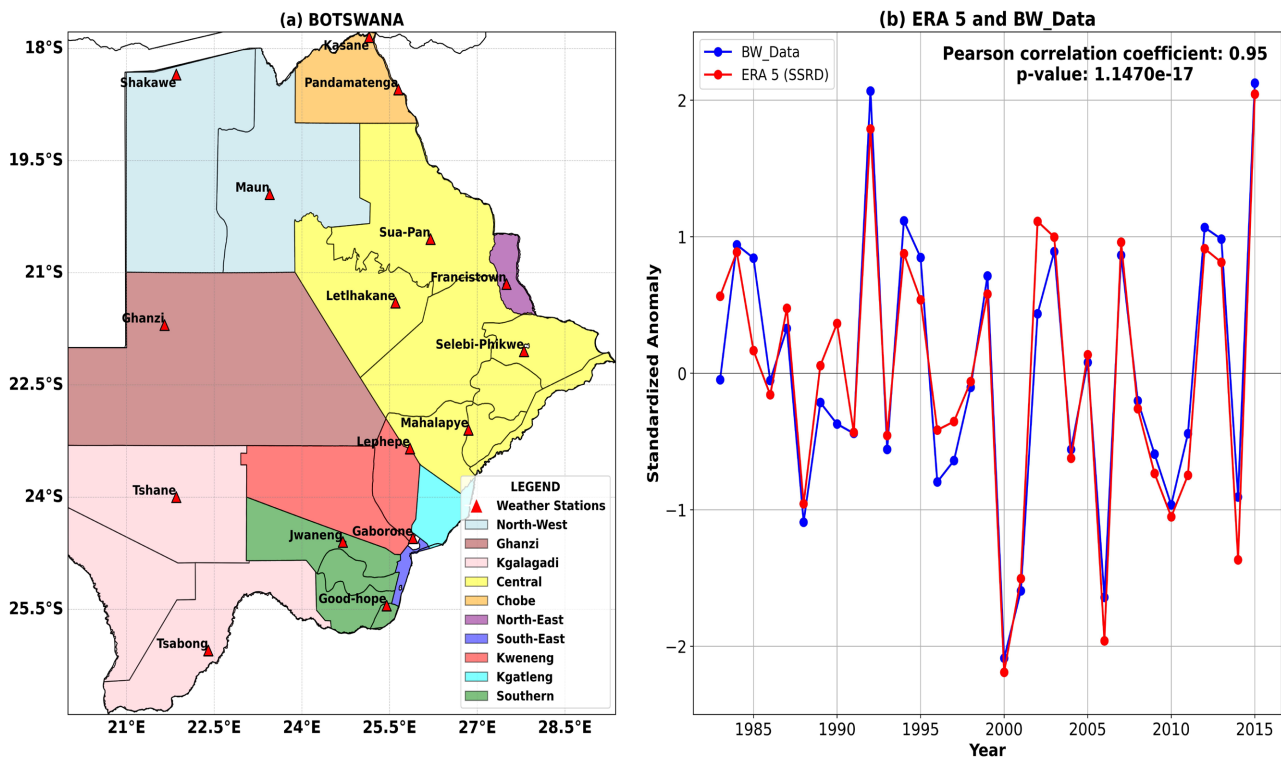 (a) BOTSWANA
18°S
19.5°S
21°S
22.5°S
24°S
25.5°S
Kasane
Shakawe
Pandamatenga
Maun
Sua-Pan
Francistown
Letlhakane
Ghanzi
Selebi-Phikwe
Mahalapye
Lephepe
Tshane
Jwaneng
Gaborone
Good-hope
Tsabong
LEGEND
Weather Stations
North-West
Ghanzi
Kgalagadi
Central
Chobe
North-East
South-East
Kweneng
Kgatleng
Southern
21°E 22.5°E 24°E 25.5°E 27°E 28.5°E
(b) ERA 5 and BW_Data
BW_Data
ERA 5 (SSRD)
Pearson correlation coefficient: 0.95
p-value: 1.1470e-17
Standardized Anomaly
2
1
0
−1
−2
1985 1990 1995 2000 2005 2010 2015
Year